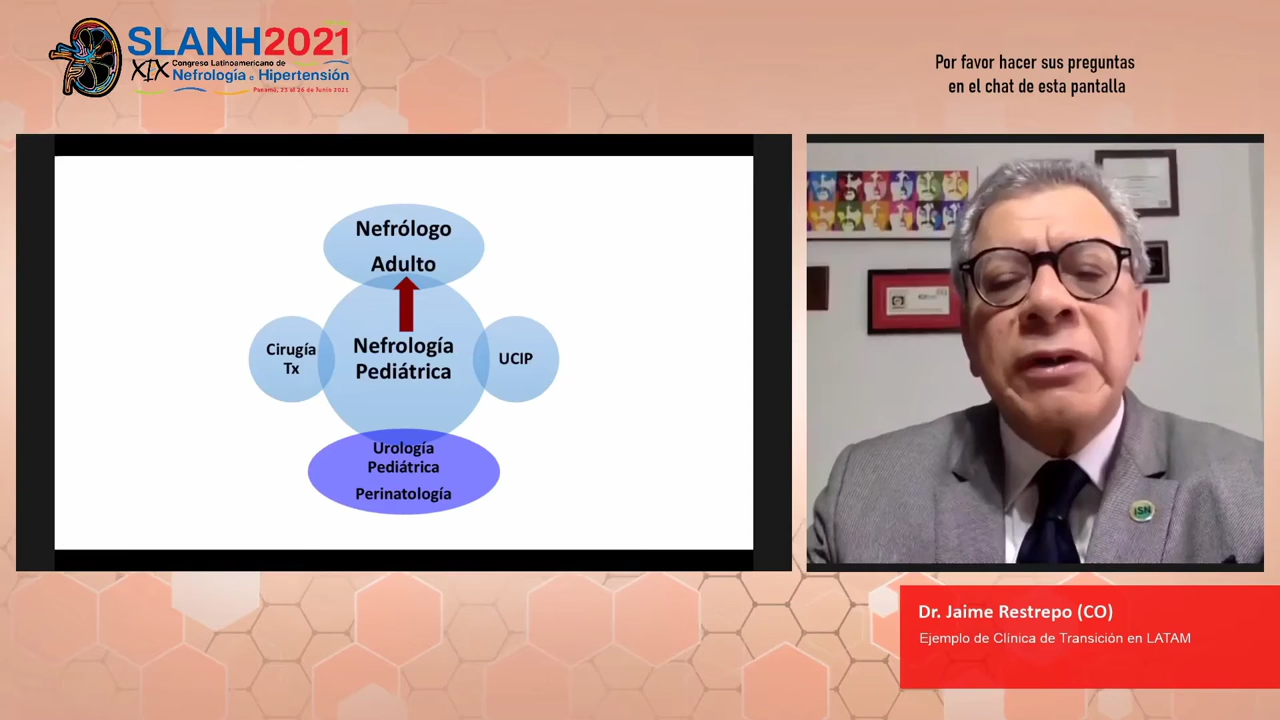 SLANH2021
XIX Congreso Latinoamericano de
Nefrología e Hipertensión
Panamá, 23 al 26 de Junio 2021
Por favor hacer sus preguntas
en el chat de esta pantalla
Nefrólogo
Adulto
Cirugía
Tx
Nefrología
Pediátrica
UCIP
Urología
Pediátrica
Perinatología
ISN
Dr. Jaime Restrepo (CO)
Ejemplo de Clínica de Transición en LATAM